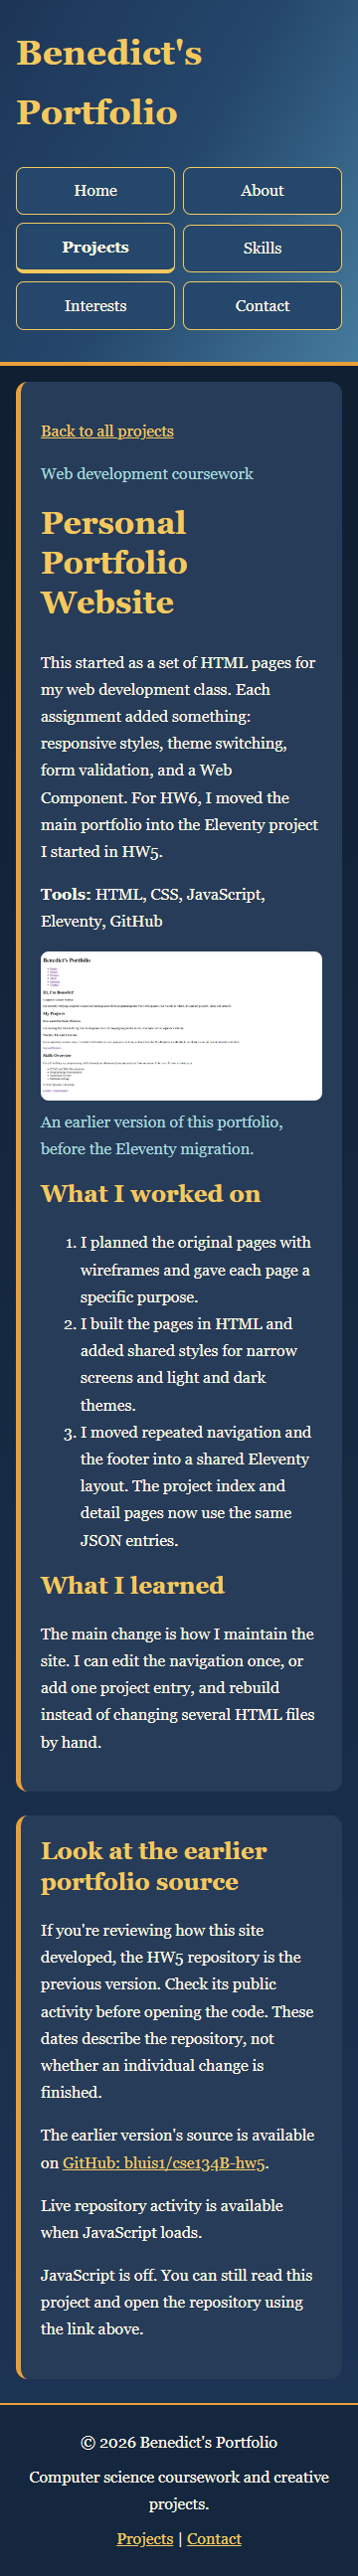 Benedict's
Portfolio
Home
About
Projects
Skills
Interests
Contact
Back to all projects
Web development coursework
Personal
Portfolio
Website
This started as a set of HTML pages for
my web development class. Each
assignment added something:
responsive styles, theme switching,
form validation, and a Web
Component. For HW6, I moved the
main portfolio into the Eleventy project
I started in HW5.
Tools: HTML, CSS, JavaScript,
Eleventy, GitHub
Benedict's Portfolio
My Projects
Skills Overview
An earlier version of this portfolio,
before the Eleventy migration.
What I worked on
1. I planned the original pages with
wireframes and gave each page a
specific purpose.
2. I built the pages in HTML and
added shared styles for narrow
screens and light and dark
themes.
3. I moved repeated navigation and
the footer into a shared Eleventy
layout. The project index and
detail pages now use the same
JSON entries.
What I learned
The main change is how I maintain the
site. I can edit the navigation once, or
add one project entry, and rebuild
instead of changing several HTML files
by hand.
Look at the earlier
portfolio source
If you're reviewing how this site
developed, the HW5 repository is the
previous version. Check its public
activity before opening the code. These
dates describe the repository, not
whether an individual change is
finished.
The earlier version's source is available
on GitHub: bluis1/cse134B-hw5.
Live repository activity is available
when JavaScript loads.
JavaScript is off. You can still read this
project and open the repository using
the link above.
© 2026 Benedict's Portfolio
Computer science coursework and creative
projects.
Projects | Contact